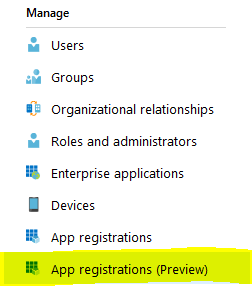 Manage
Users
Groups
Organizational relationships
Roles and administrators
Enterprise applications
Devices
App registrations
App registrations (Preview)